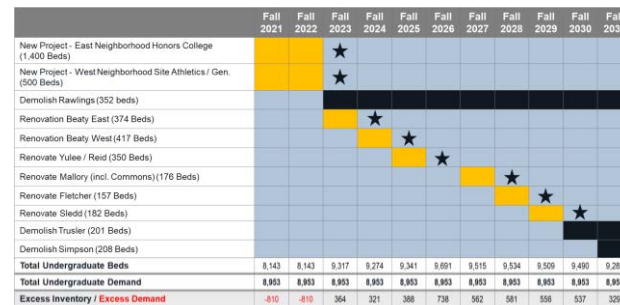 Fall Fall Fall Fall Fall Fall Fall Fall Fall Fall
2021 2022 2023 2024 2025 2026 2027 2028 2029 2030
New Project - East Neighborhood Honors College
(1,400 Beds)
New Project - West Neighborhood Site Athletics / Gen.
(500 Beds)
Demolish Rawlings (352 beds)
Renovation Beaty East (374 Beds)
Renovation Beaty West (417 Beds)
Renovate Yulee / Reid (350 Beds)
Renovate Mallory (incl. Commons) (176 Beds)
Renovate Fletcher (157 Beds)
Renovate Sledd (182 Beds)
Demolish Trusler (201 Beds)
Demolish Simpson (208 Beds)
Total Undergraduate Beds 8,143 8,143 9,317 9,274 9,341 9,691 9,515 9,534 9,509 9,490
Total Undergraduate Demand 8,953 8,953 8,953 8,953 8,953 8,953 8,953 8,953 8,953 8,953
Excess Inventory / Excess Demand -810 -810 364 321 388 738 562 581 556 537